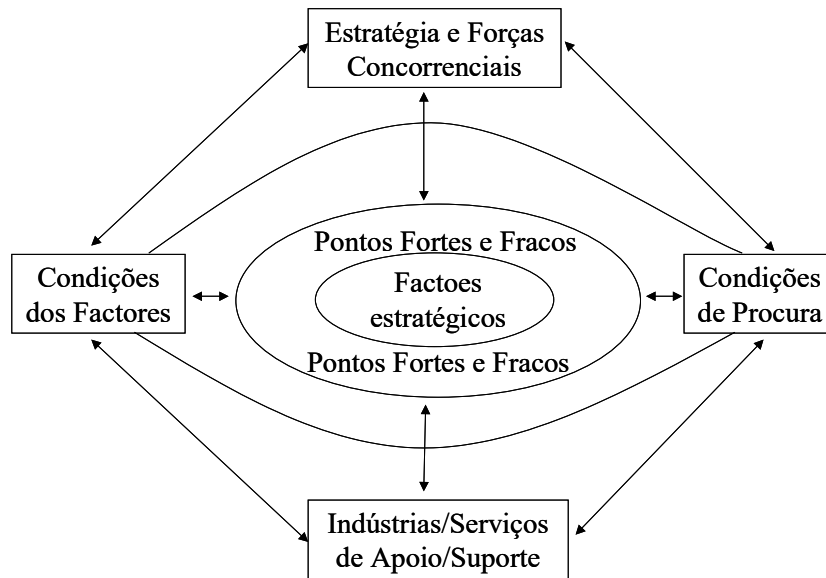 Estratégia e Forças
Concorrenciais
Pontos Fortes e Fracos
Condições
dos Factores
Factoes
estratégicos
Condições
de Procura
Pontos Fortes e Fracos
Indústrias/Serviços
de Apoio/Suporte